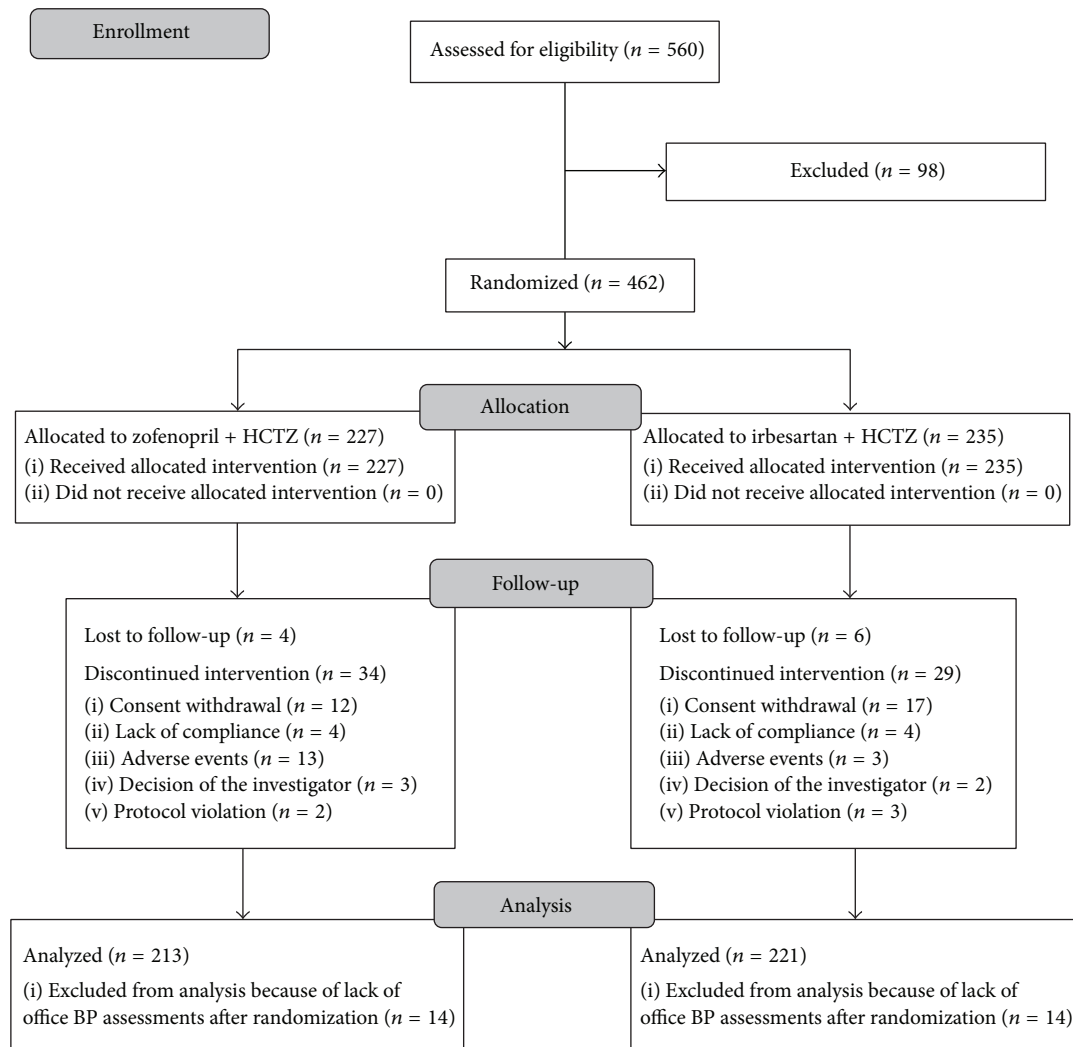 Enrollment
Assessed for eligibility (n = 560)
Excluded (n = 98)
Randomized (n = 462)
Allocation
Allocated to zofenopril + HCTZ (n = 227)
(i) Received allocated intervention (n = 227)
(ii) Did not receive allocated intervention (n = 0)
Allocated to irbesartan + HCTZ (n = 235)
(i) Received allocated intervention (n = 235)
(ii) Did not receive allocated intervention (n = 0)
Follow-up
Lost to follow-up (n = 4)
Discontinued intervention (n = 34)
(i) Consent withdrawal (n = 12)
(ii) Lack of compliance (n = 4)
(iii) Adverse events (n = 13)
(iv) Decision of the investigator (n = 3)
(v) Protocol violation (n = 2)
Lost to follow-up (n = 6)
Discontinued intervention (n = 29)
(i) Consent withdrawal (n = 17)
(ii) Lack of compliance (n = 4)
(iii) Adverse events (n = 3)
(iv) Decision of the investigator (n = 2)
(v) Protocol violation (n = 3)
Analysis
Analyzed (n = 213)
(i) Excluded from analysis because of lack of
office BP assessments after randomization (n = 14)
Analyzed (n = 221)
(i) Excluded from analysis because of lack of
office BP assessments after randomization (n = 14)